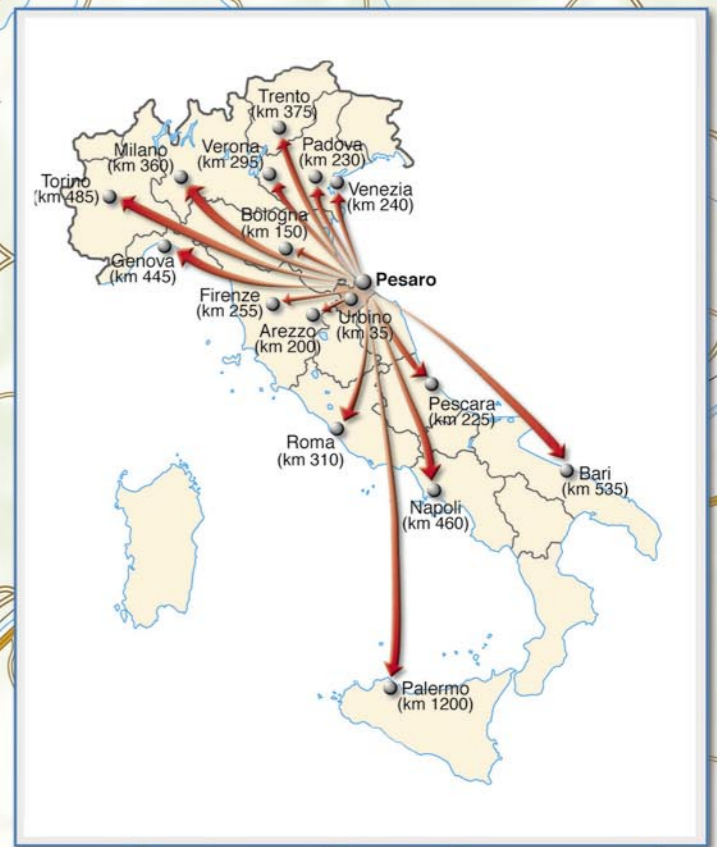 Trento
(km 375)
Milano
(km 360)
Verona
(km 295)
Padova
(km 230)
Torino
(km 485)
Venezia
(km 240)
Bologna
(km 150)
Genova
(km 445)
Pesaro
Firenze
(km 255)
Urbino
(km 35)
Arezzo
(km 200)
Pescara
(km 225)
Roma
(km 310)
Bari
(km 535)
Napoli
(km 460)
Palermo
(km 1200)